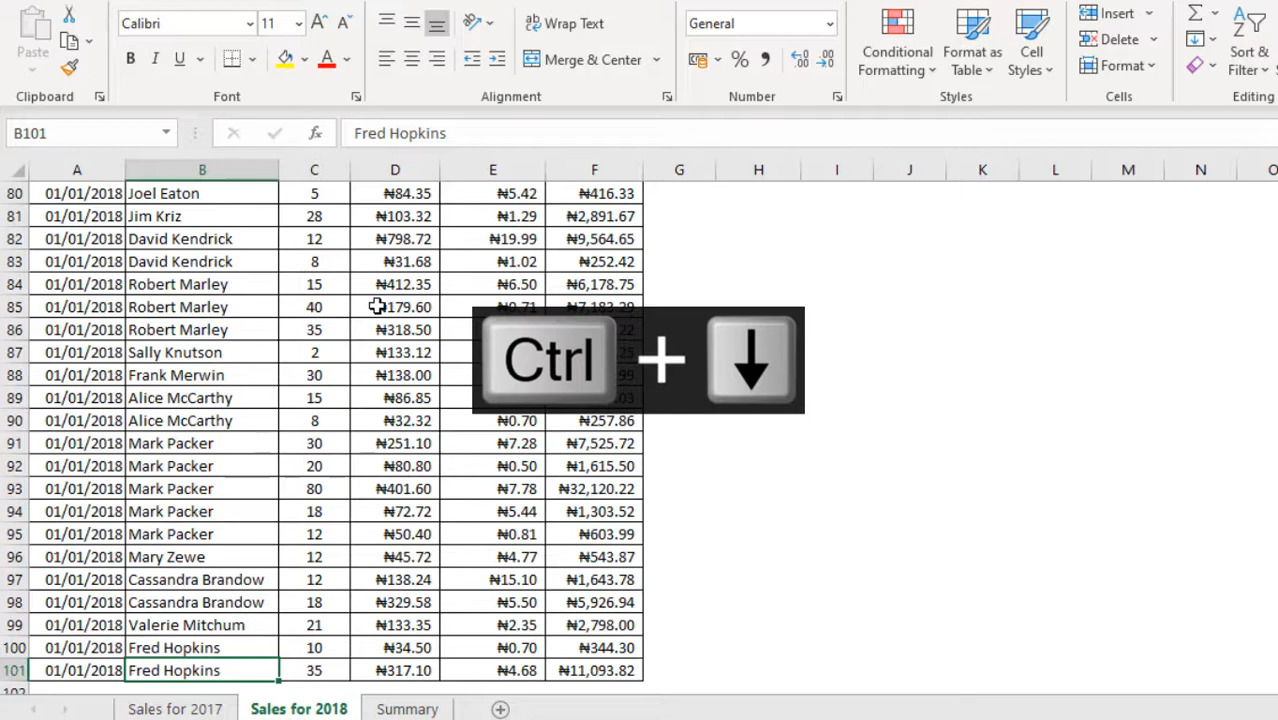 Calibri 11 A A ab Wrap Text General Insert Σ A Z
Paste B I U A Merge & Center % , .00 .0 Conditional Formatting Format as Table Cell Styles Delete Format Sort & Filter
Clipboard Font Alignment Number Styles Cells Editing
B101 fx Fred Hopkins
A B C D E F G H I J K L M N O
80 01/01/2018 Joel Eaton 5 ₦84.35 ₦5.42 ₦416.33
81 01/01/2018 Jim Kriz 28 ₦103.32 ₦1.29 ₦2,891.67
82 01/01/2018 David Kendrick 12 ₦798.72 ₦19.99 ₦9,564.65
83 01/01/2018 David Kendrick 8 ₦31.68 ₦1.02 ₦252.42
84 01/01/2018 Robert Marley 15 ₦412.35 ₦6.50 ₦6,178.75
85 01/01/2018 Robert Marley 40 ₦179.60 ₦0.71 ₦7,183.29
86 01/01/2018 Robert Marley 35 ₦318.50
87 01/01/2018 Sally Knutson 2 ₦133.12
88 01/01/2018 Frank Merwin 30 ₦138.00
89 01/01/2018 Alice McCarthy 15 ₦86.85
90 01/01/2018 Alice McCarthy 8 ₦32.32 ₦0.70 ₦257.86
91 01/01/2018 Mark Packer 30 ₦251.10 ₦7.28 ₦7,525.72
92 01/01/2018 Mark Packer 20 ₦80.80 ₦0.50 ₦1,615.50
93 01/01/2018 Mark Packer 80 ₦401.60 ₦7.78 ₦32,120.22
94 01/01/2018 Mark Packer 18 ₦72.72 ₦5.44 ₦1,303.52
95 01/01/2018 Mark Packer 12 ₦50.40 ₦0.81 ₦603.99
96 01/01/2018 Mary Zewe 12 ₦45.72 ₦4.77 ₦543.87
97 01/01/2018 Cassandra Brandow 12 ₦138.24 ₦15.10 ₦1,643.78
98 01/01/2018 Cassandra Brandow 18 ₦329.58 ₦5.50 ₦5,926.94
99 01/01/2018 Valerie Mitchum 21 ₦133.35 ₦2.35 ₦2,798.00
100 01/01/2018 Fred Hopkins 10 ₦34.50 ₦0.70 ₦344.30
101 01/01/2018 Fred Hopkins 35 ₦317.10 ₦4.68 ₦11,093.82
Ctrl + ↓
Sales for 2017 Sales for 2018 Summary